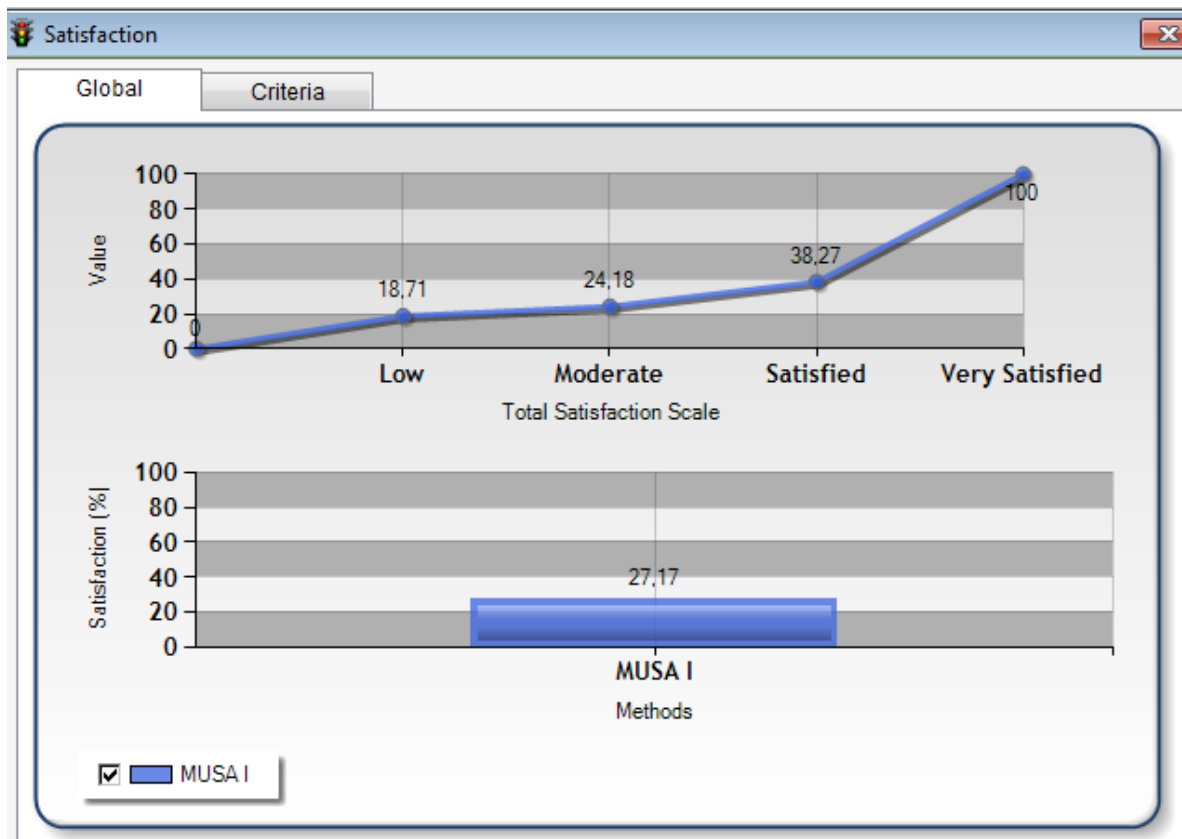 Satisfaction
Global Criteria
Value
100
80
60
40
20
0
0
18,71
24,18
38,27
100
Low Moderate Satisfied Very Satisfied
Total Satisfaction Scale
Satisfaction (%)
100
80
60
40
20
0
27,17
MUSA I
Methods
MUSA I